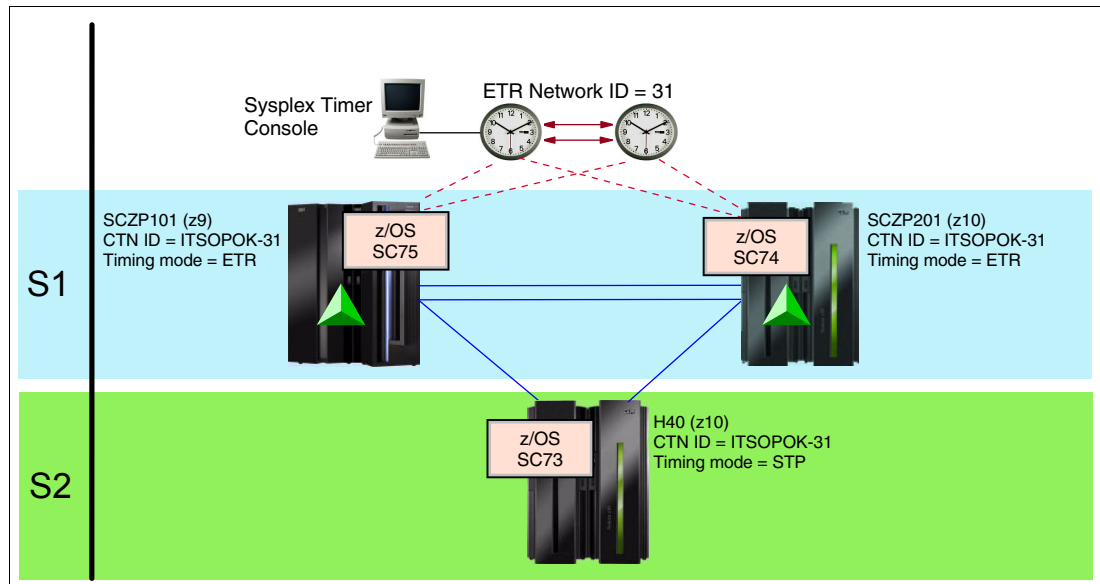 Sysplex Timer
Console
ETR Network ID = 31
SCZP101 (z9)
CTN ID = ITSOPOK-31
Timing mode = ETR
z/OS
SC75
z/OS
SC74
SCZP201 (z10)
CTN ID = ITSOPOK-31
Timing mode = ETR
S1
z/OS
SC73
H40 (z10)
CTN ID = ITSOPOK-31
Timing mode = STP
S2